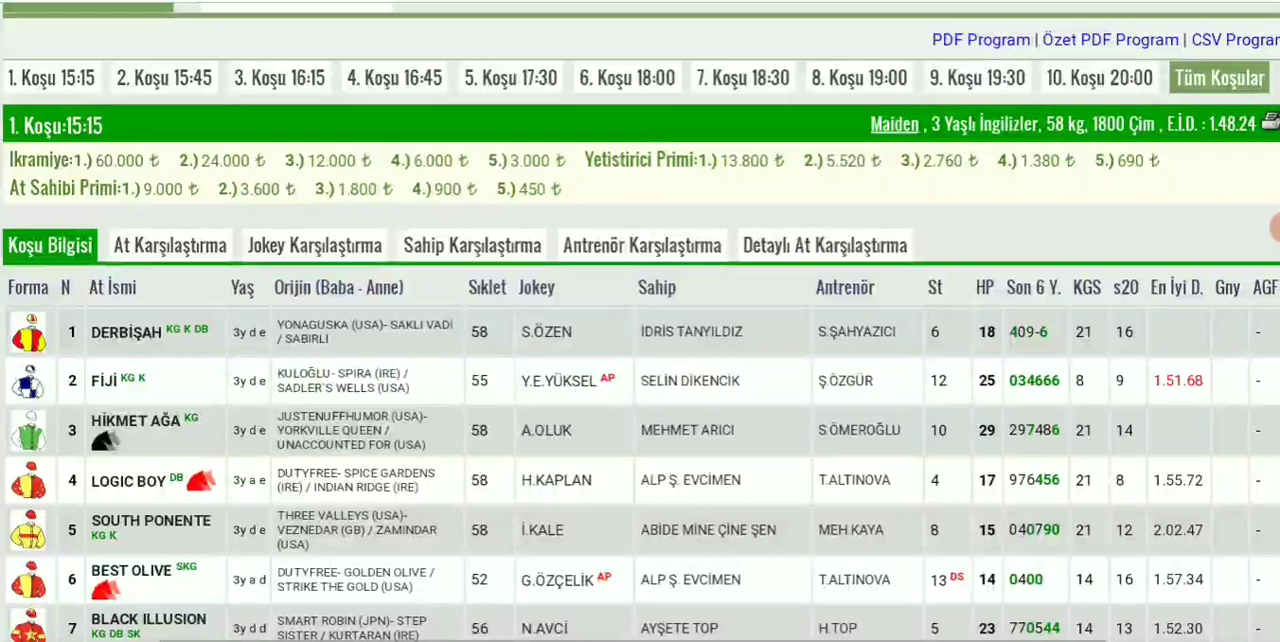 PDF Program | Özet PDF Program | CSV Program
1. Koşu 15:15 2. Koşu 15:45 3. Koşu 16:15 4. Koşu 16:45 5. Koşu 17:30 6. Koşu 18:00 7. Koşu 18:30 8. Koşu 19:00 9. Koşu 19:30 10. Koşu 20:00 Tüm Koşular
1. Koşu:15:15 Maiden , 3 Yaşlı İngilizler, 58 kg, 1800 Çim , E.İ.D. : 1.48.24
Ikramiye:1.) 60.000 ₺ 2.) 24.000 ₺ 3.) 12.000 ₺ 4.) 6.000 ₺ 5.) 3.000 ₺ Yetistirici Primi:1.) 13.800 ₺ 2.) 5.520 ₺ 3.) 2.760 ₺ 4.) 1.380 ₺ 5.) 690 ₺
At Sahibi Primi:1.) 9.000 ₺ 2.) 3.600 ₺ 3.) 1.800 ₺ 4.) 900 ₺ 5.) 450 ₺
Koşu Bilgisi At Karşılaştırma Jokey Karşılaştırma Sahip Karşılaştırma Antrenör Karşılaştırma Detaylı At Karşılaştırma
Forma N At İsmi Yaş Orijin (Baba - Anne) Sıklet Jokey Sahip Antrenör St HP Son 6 Y. KGS s20 En İyi D. Gny AGF
1 DERBİŞAH KG K DB 3y d e YONAGUSKA (USA)- SAKLI VADİ / SABIRLI 58 S.ÖZEN İDRİS TANYILDIZ S.ŞAHYAZICI 6 18 409-6 21 16 -
2 FİJİ KG K 3y d e KULOĞLU- SPIRA (IRE) / SADLER`S WELLS (USA) 55 Y.E.YÜKSEL AP SELİN DİKENCİK Ş.ÖZGÜR 12 25 034666 8 9 1.51.68 -
3 HİKMET AĞA KG 3y d e JUSTENUFFHUMOR (USA)- YORKVILLE QUEEN / UNACCOUNTED FOR (USA) 58 A.OLUK MEHMET ARICI S.ÖMEROĞLU 10 29 297486 21 14 -
4 LOGIC BOY DB 3y a e DUTYFREE- SPICE GARDENS (IRE) / INDIAN RIDGE (IRE) 58 H.KAPLAN ALP Ş. EVCİMEN T.ALTINOVA 4 17 976456 21 8 1.55.72 -
5 SOUTH PONENTE KG K 3y d e THREE VALLEYS (USA)- VEZNEDAR (GB) / ZAMINDAR (USA) 58 İ.KALE ABİDE MİNE ÇİNE ŞEN MEH.KAYA 8 15 040790 21 12 2.02.47 -
6 BEST OLIVE SKG 3y a d DUTYFREE- GOLDEN OLIVE / STRIKE THE GOLD (USA) 52 G.ÖZÇELİK AP ALP Ş. EVCİMEN T.ALTINOVA 13 DS 14 0400 14 16 1.57.34 -
7 BLACK ILLUSION KG DB SK 3y d d SMART ROBIN (JPN)- STEP SISTER / KURTARAN (IRE) 56 N.AVCİ AYŞETE TOP H.TOP 5 23 770544 14 13 1.52.30 -